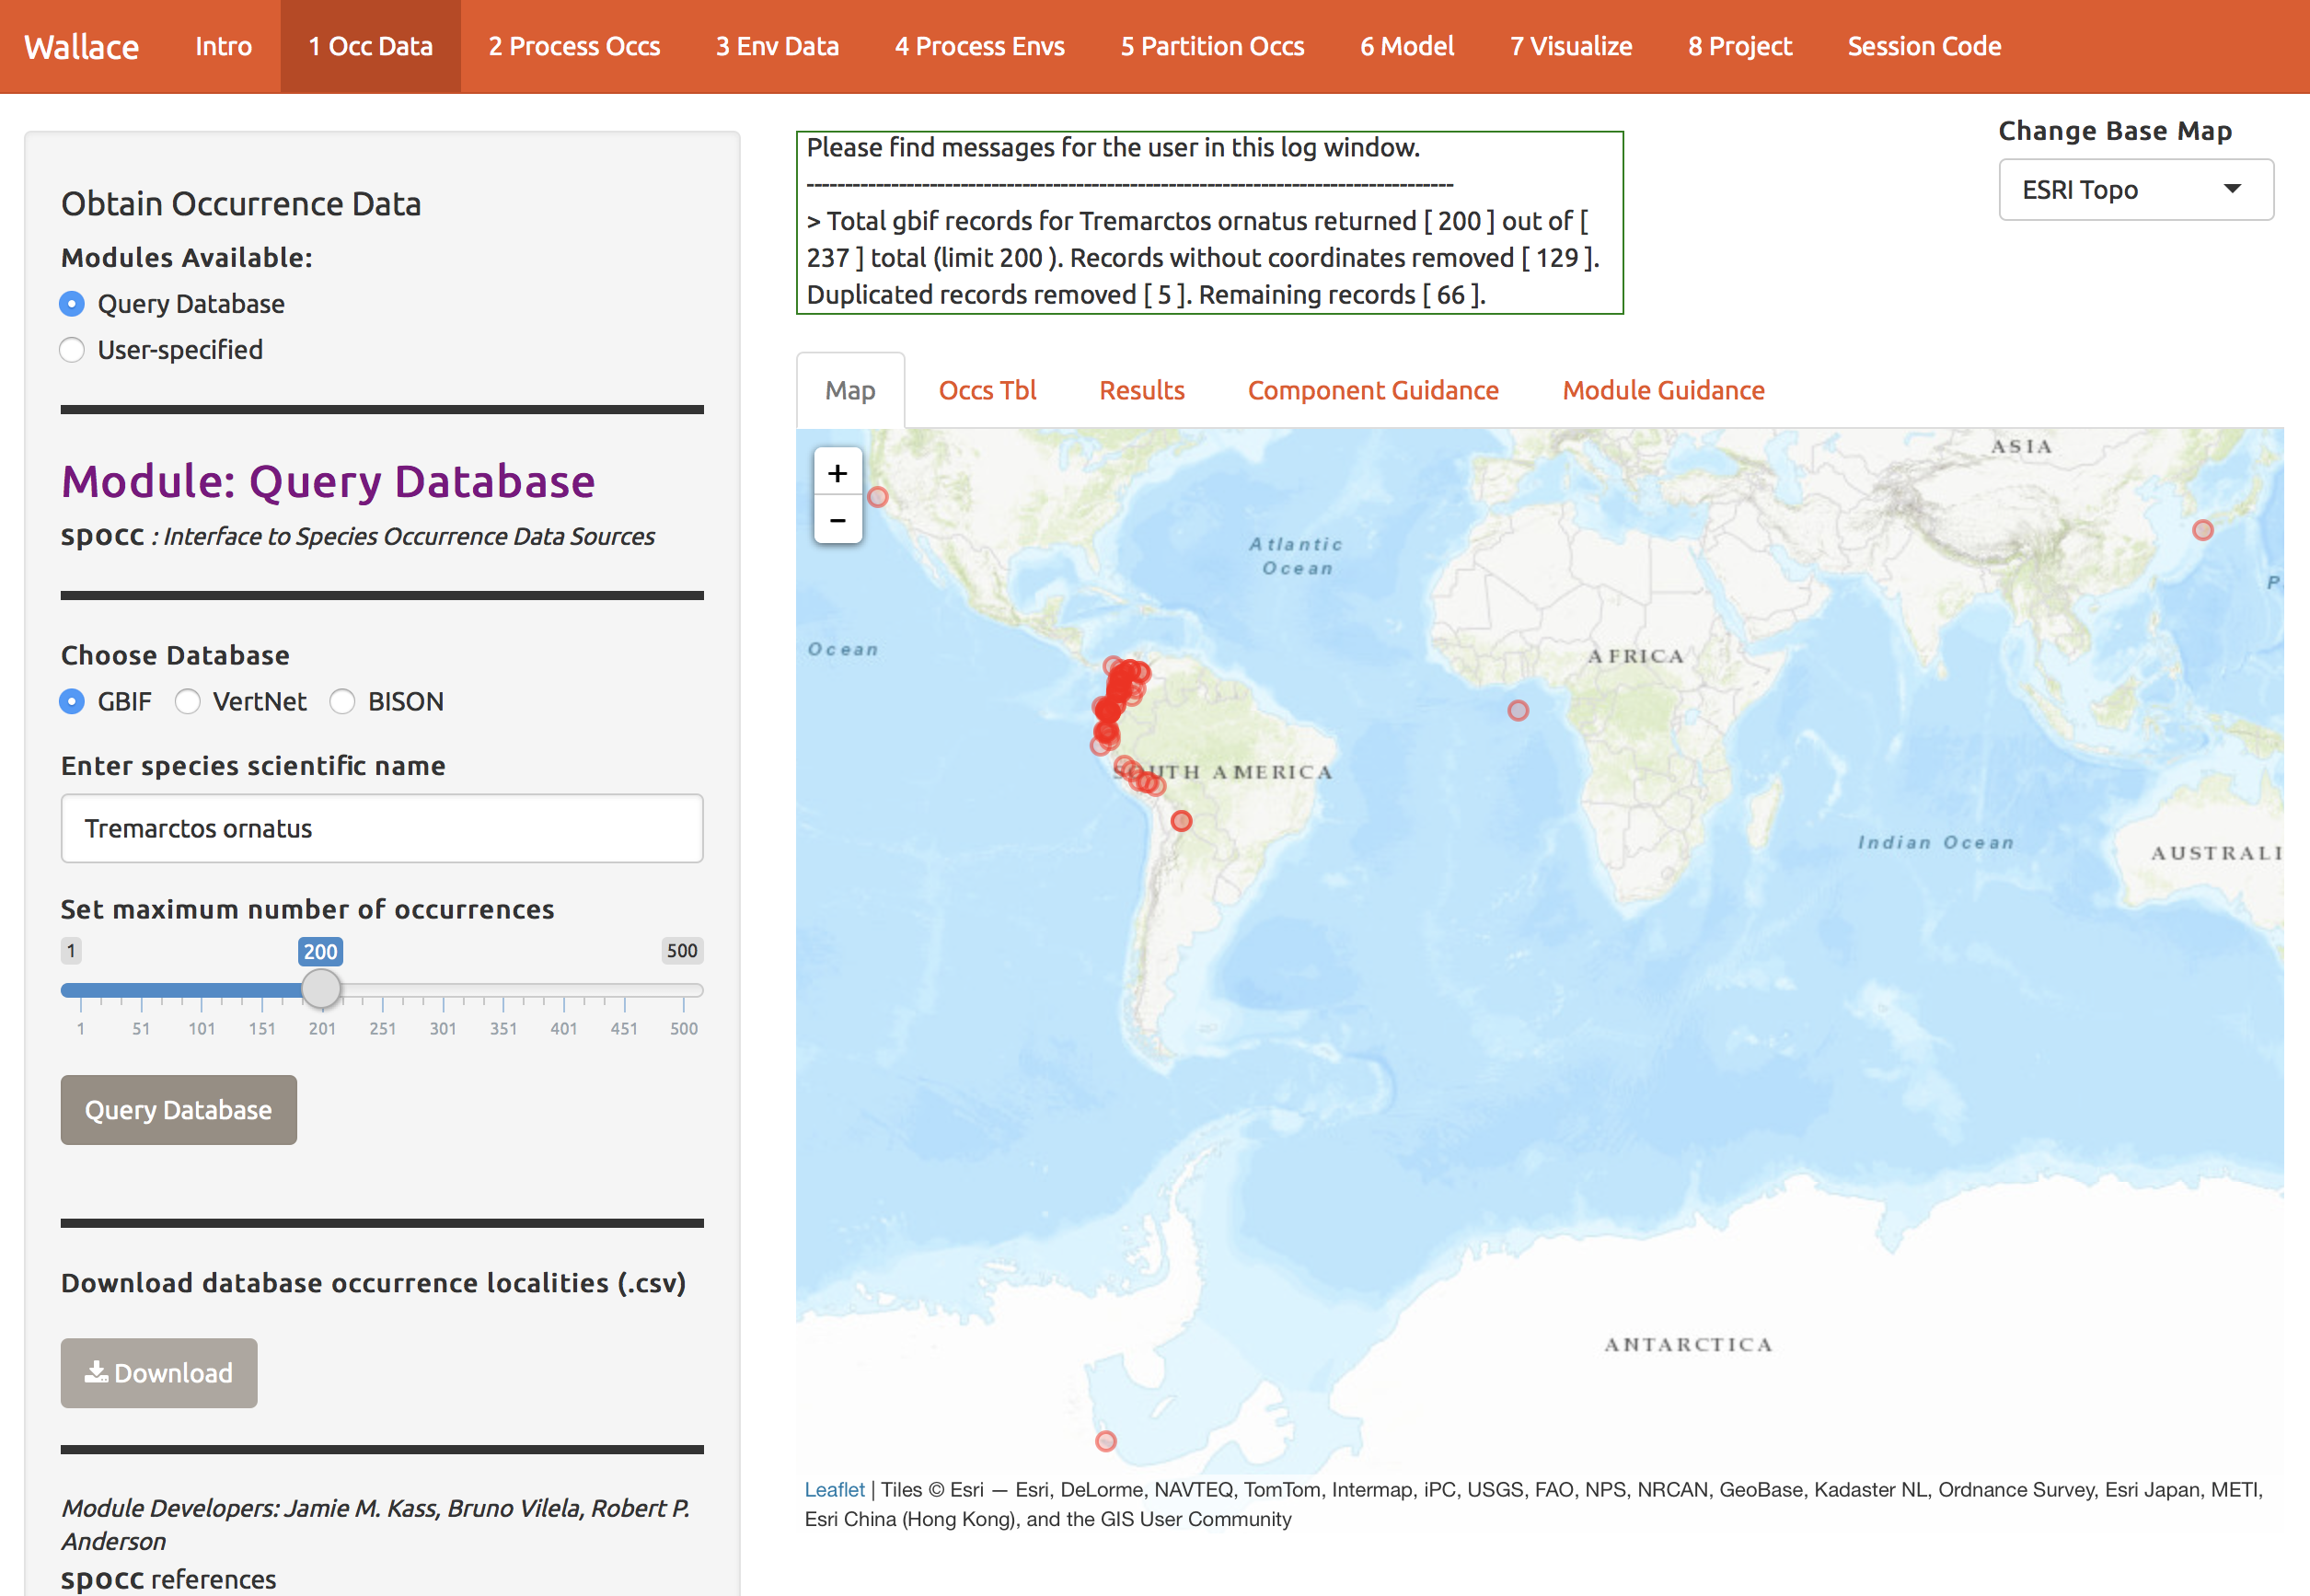 Wallace Intro 1 Occ Data 2 Process Occs 3 Env Data 4 Process Envs 5 Partition Occs 6 Model 7 Visualize 8 Project Session Code
Obtain Occurrence Data
Modules Available:
Query Database
User-specified
Module: Query Database
spocc : Interface to Species Occurrence Data Sources
Choose Database
GBIF VertNet BISON
Enter species scientific name
Tremarctos ornatus
Set maximum number of occurrences
1 200 500
1 51 101 151 201 251 301 351 401 451 500
Query Database
Download database occurrence localities (.csv)
Download
Module Developers: Jamie M. Kass, Bruno Vilela, Robert P.
Anderson
spocc references
Please find messages for the user in this log window.
--------------------------------------------------------------------------------------
> Total gbif records for Tremarctos ornatus returned [ 200 ] out of [
237 ] total (limit 200 ). Records without coordinates removed [ 129 ].
Duplicated records removed [ 5 ]. Remaining records [ 66 ].
Change Base Map
ESRI Topo
Map Occs Tbl Results Component Guidance Module Guidance
+
−
ASIA
Atlantic
Ocean
P
Ocean
AFRICA
SOUTH AMERICA
Indian Ocean
AUSTRALI
ANTARCTICA
Leaflet | Tiles © Esri — Esri, DeLorme, NAVTEQ, TomTom, Intermap, iPC, USGS, FAO, NPS, NRCAN, GeoBase, Kadaster NL, Ordnance Survey, Esri Japan, METI,
Esri China (Hong Kong), and the GIS User Community